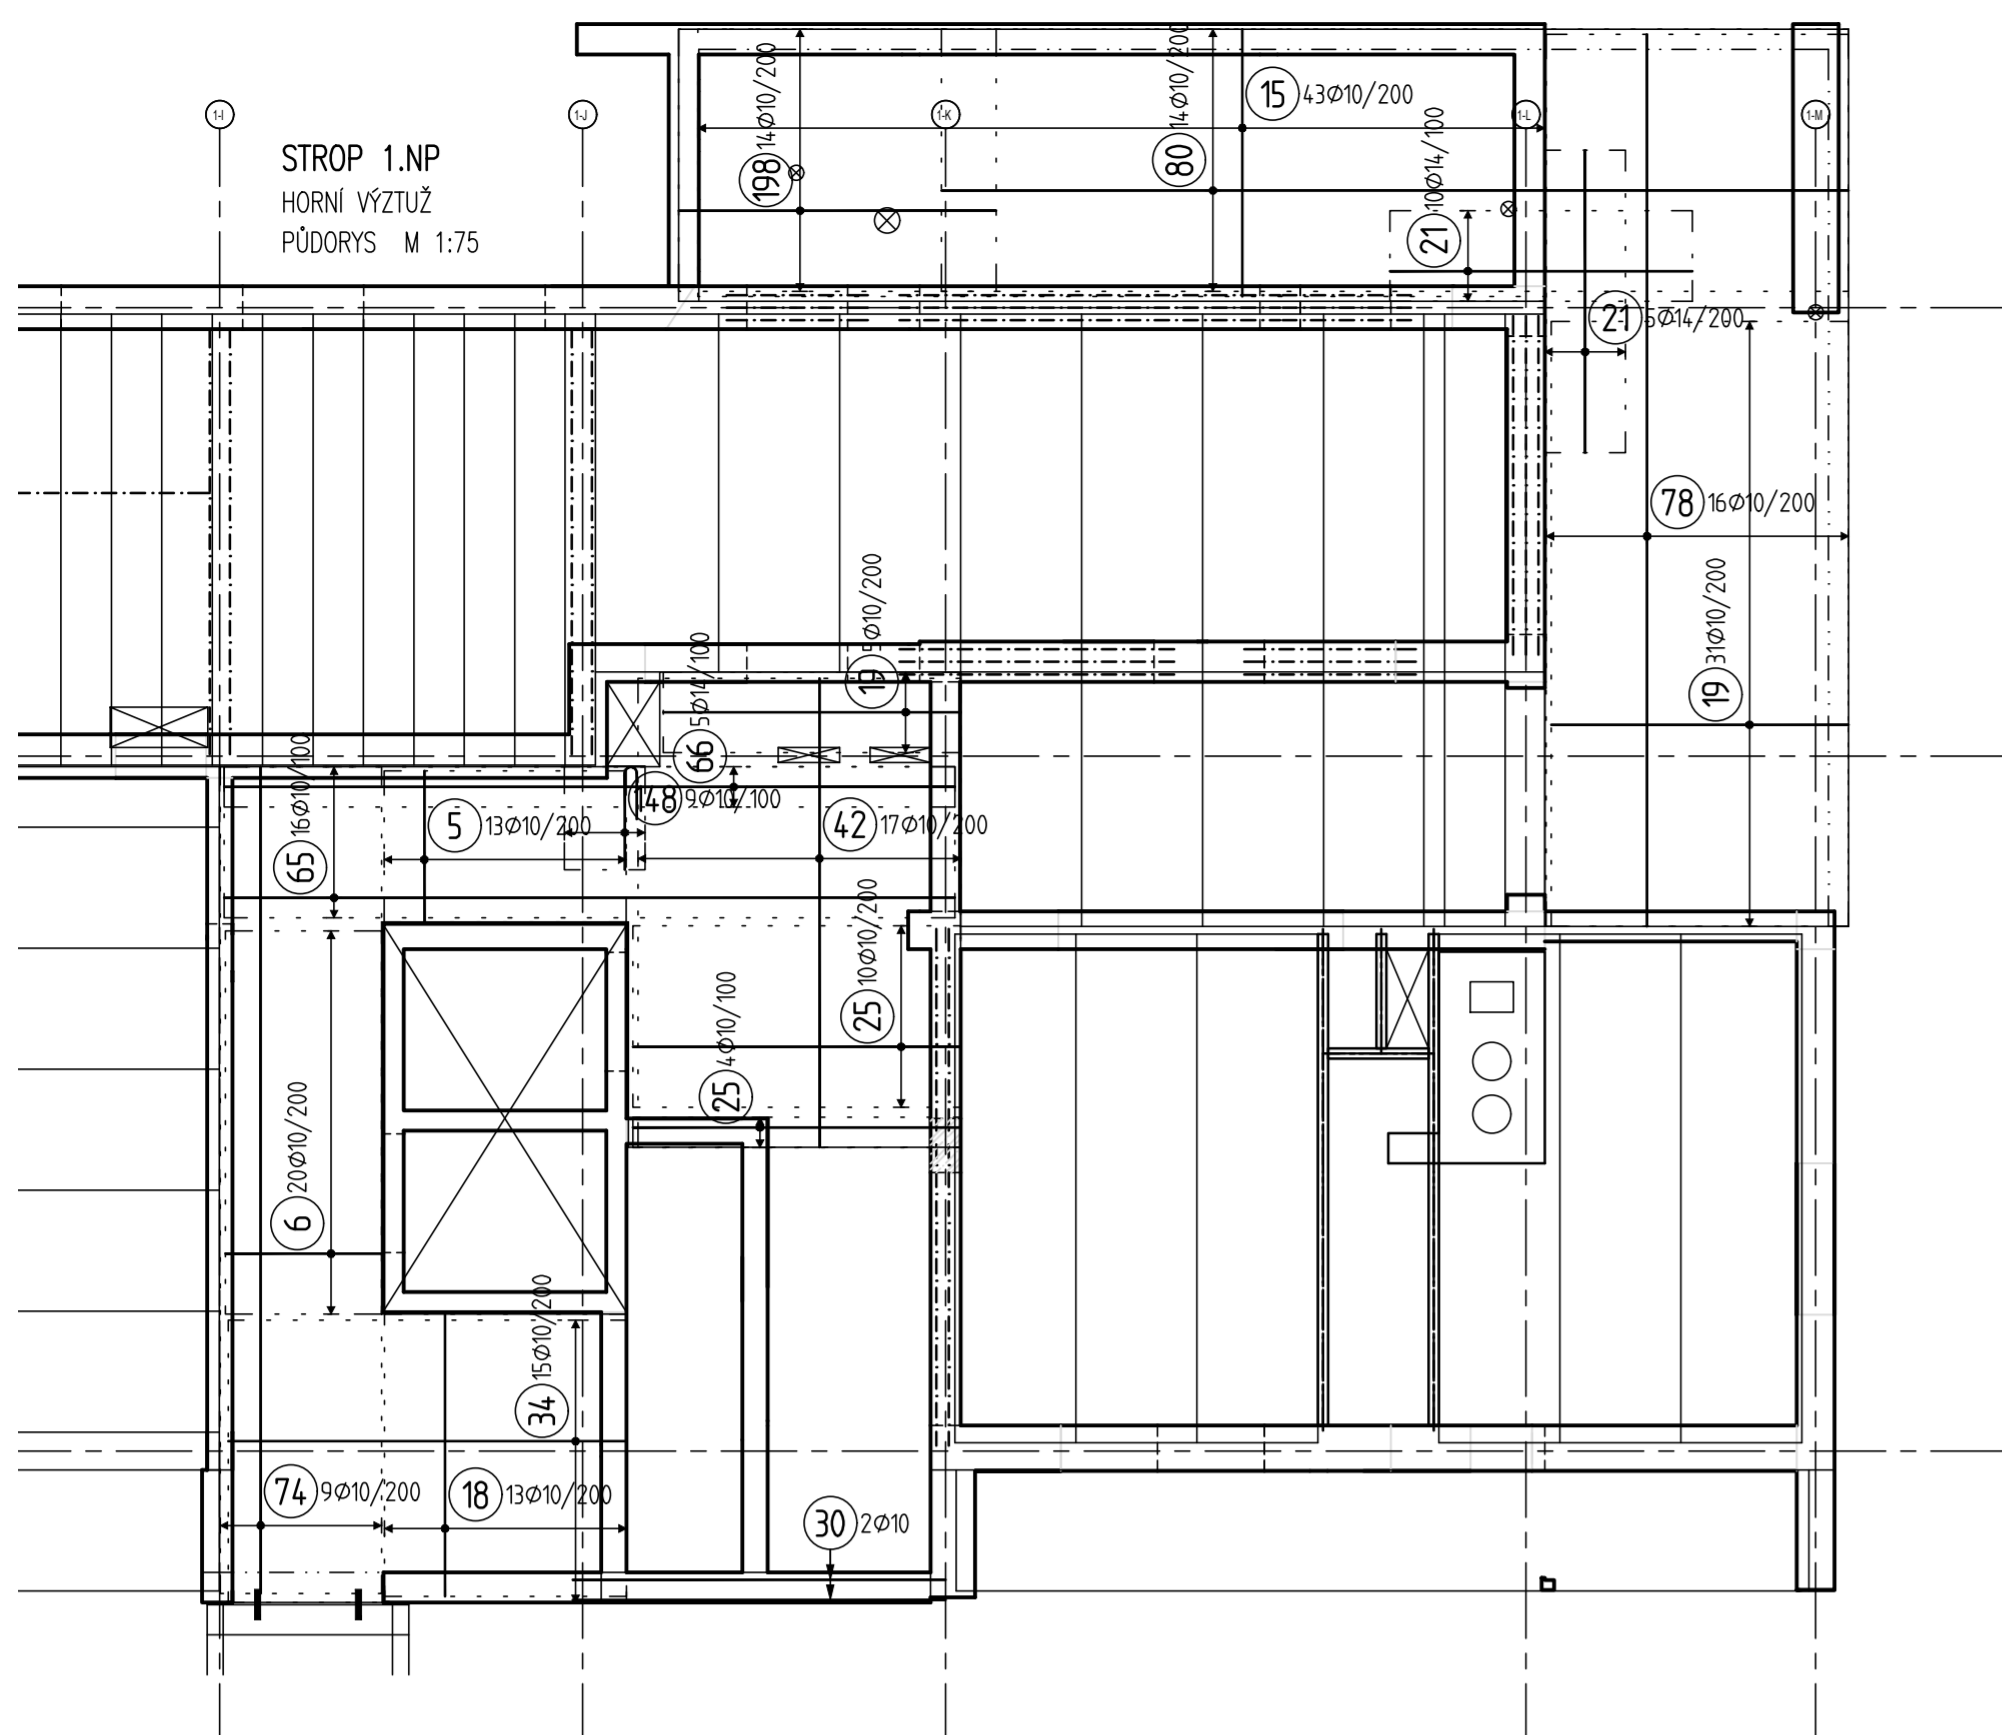 198 14Ø10/200
80 14Ø10/200
15 43Ø10/200
1-I
1-J
1-K
1-L
1-M
STROP 1.NP
HORNÍ VÝZTUŽ
PŮDORYS M 1:75
21 10Ø14/100
21 5Ø14/200
78 16Ø10/200
19 5Ø10/200
19 31Ø10/200
66 5Ø14/100
148 9Ø10/100
65 16Ø10/100
5 13Ø10/200
42 17Ø10/200
25 10Ø10/200
25 4Ø10/100
6 20Ø10/200
34 15Ø10/200
74 9Ø10/200
18 13Ø10/200
30 2Ø10